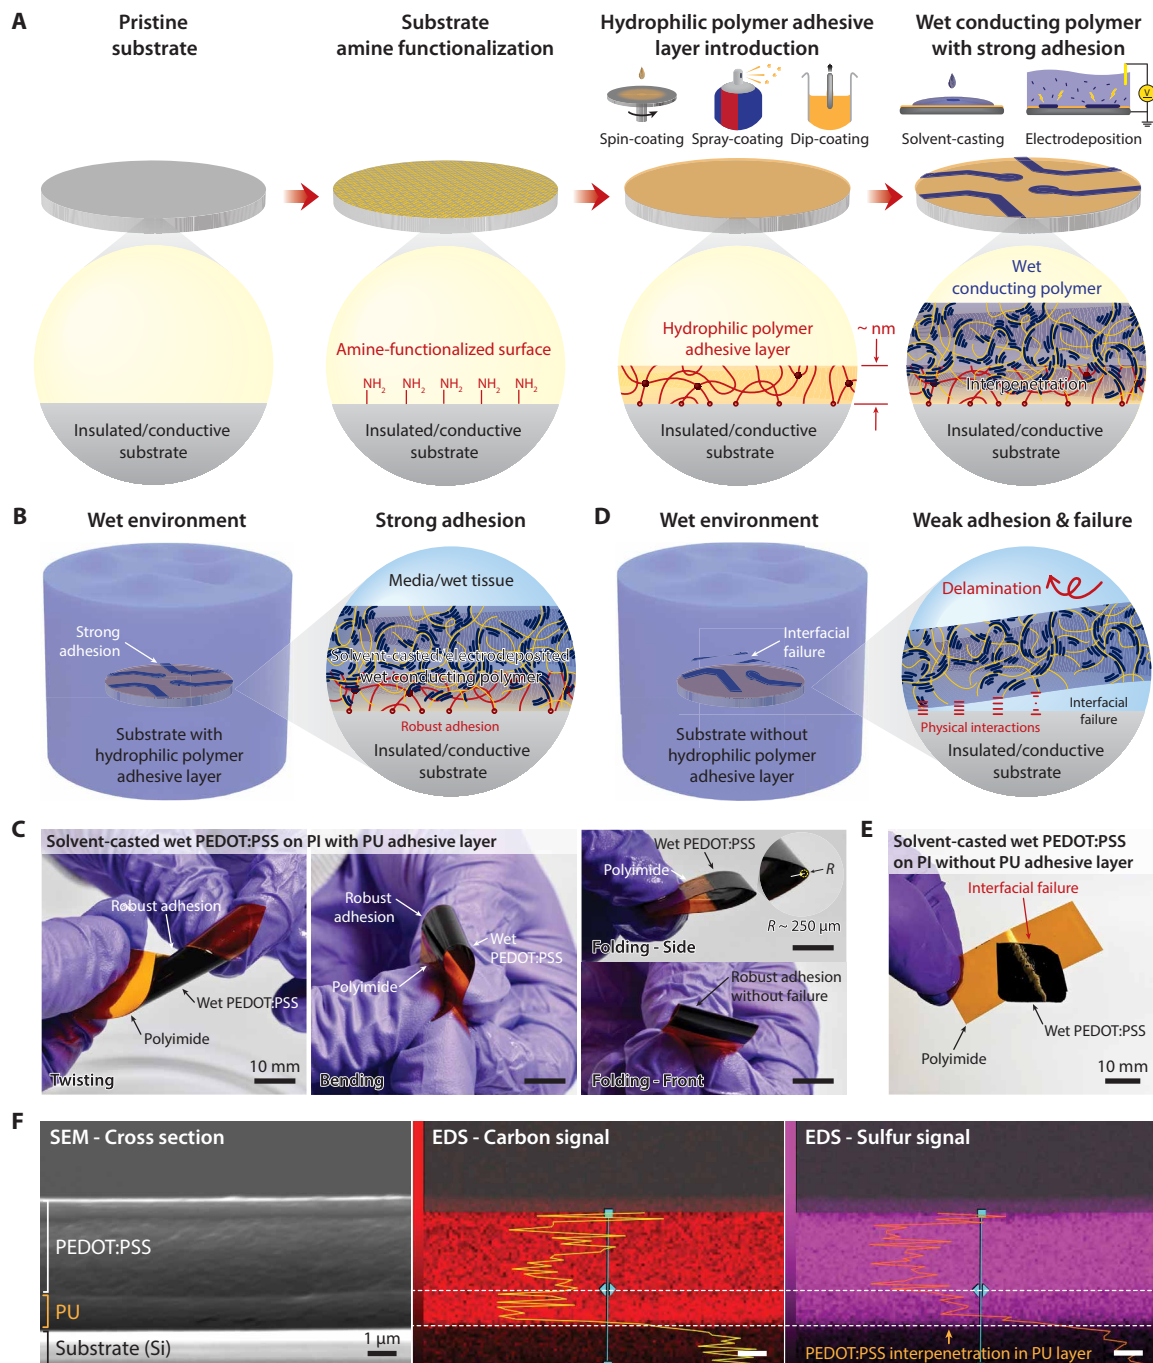 A
Pristine
substrate
Substrate
amine functionalization
Hydrophilic polymer adhesive
layer introduction
Wet conducting polymer
with strong adhesion
Spin-coating
Spray-coating
Dip-coating
Solvent-casting
Electrodeposition
V
Insulated/conductive
substrate
Amine-functionalized surface
NH2 NH2 NH2 NH2 NH2
Insulated/conductive
substrate
Hydrophilic polymer
adhesive layer
~ nm
Insulated/conductive
substrate
Wet
conducting polymer
Interpenetration
Insulated/conductive
substrate
B
Wet environment
Strong adhesion
Strong
adhesion
Substrate with
hydrophilic polymer
adhesive layer
Media/wet tissue
Solvent-casted/electrodeposited
wet conducting polymer
Robust adhesion
Insulated/conductive
substrate
D
Wet environment
Weak adhesion & failure
Interfacial
failure
Substrate without
hydrophilic polymer
adhesive layer
Delamination
Physical interactions
Interfacial
failure
Insulated/conductive
substrate
C
Solvent-casted wet PEDOT:PSS on PI with PU adhesive layer
Robust adhesion
Wet PEDOT:PSS
Polyimide
Twisting
10 mm
Robust
adhesion
Wet
PEDOT:PSS
Polyimide
Bending
Wet PEDOT:PSS
Polyimide
R
R ~ 250 µm
Folding - Side
Robust adhesion
without failure
Folding - Front
E
Solvent-casted wet PEDOT:PSS
on PI without PU adhesive layer
Interfacial failure
Wet PEDOT:PSS
Polyimide
10 mm
F
SEM - Cross section
PEDOT:PSS
PU
Substrate (Si)
1 µm
EDS - Carbon signal
EDS - Sulfur signal
PEDOT:PSS interpenetration in PU layer